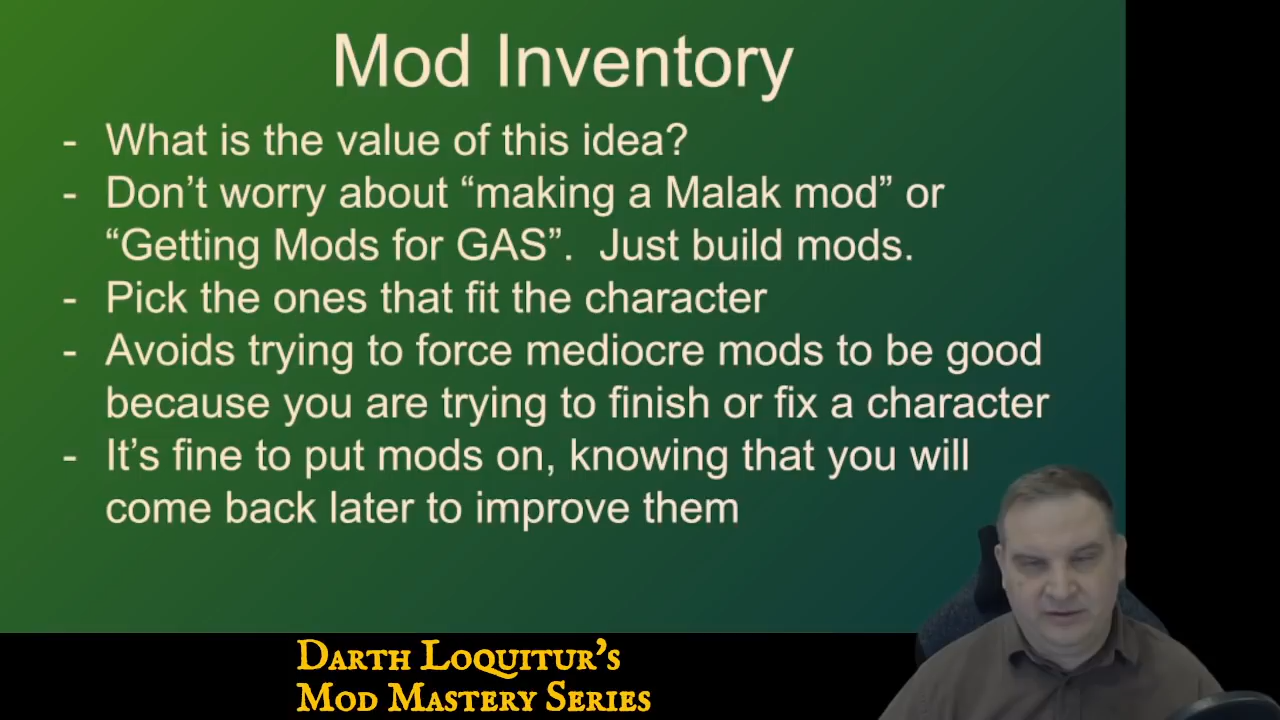 Mod Inventory
- What is the value of this idea?
- Don’t worry about “making a Malak mod” or
“Getting Mods for GAS”.  Just build mods.
- Pick the ones that fit the character
- Avoids trying to force mediocre mods to be good
because you are trying to finish or fix a character
- It’s fine to put mods on, knowing that you will
come back later to improve them
Darth Loquitur’s
Mod Mastery Series